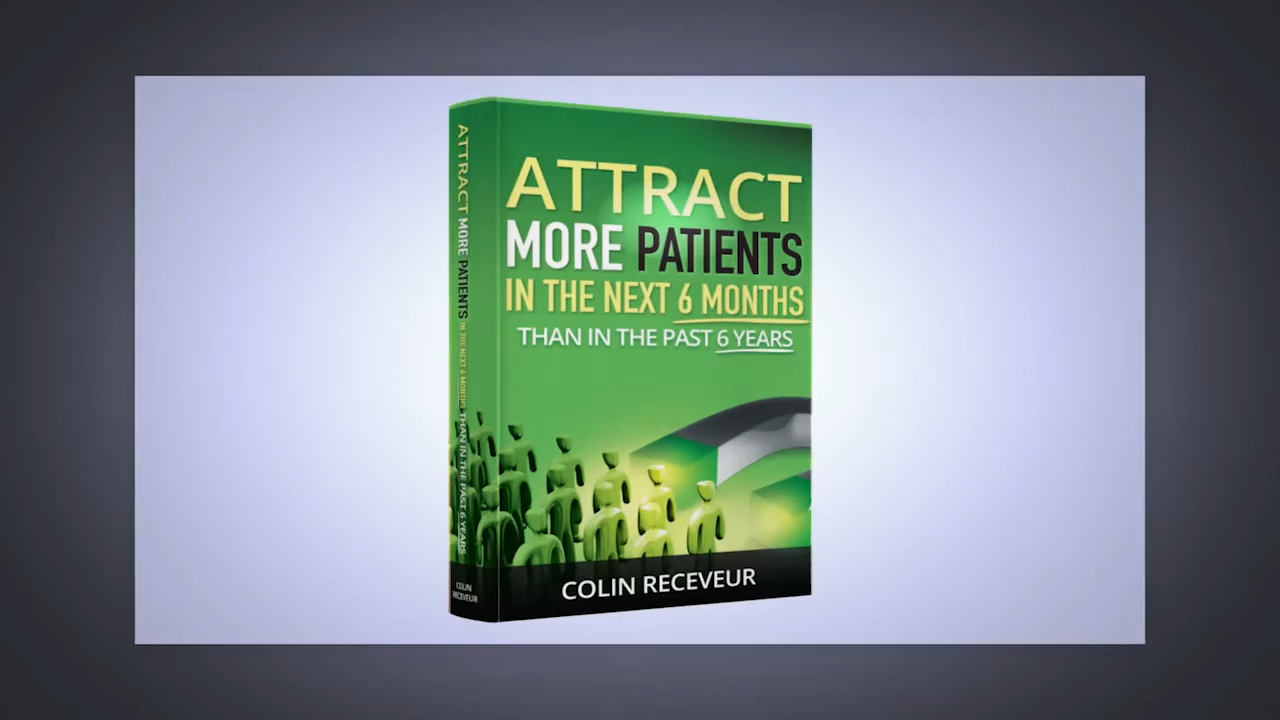 ATTRACT MORE PATIENTS IN THE NEXT 6 MONTHS THAN IN THE PAST 6 YEARS
COLIN
RECEVEUR
ATTRACT
MORE PATIENTS
IN THE NEXT 6 MONTHS
THAN IN THE PAST 6 YEARS
COLIN RECEVEUR